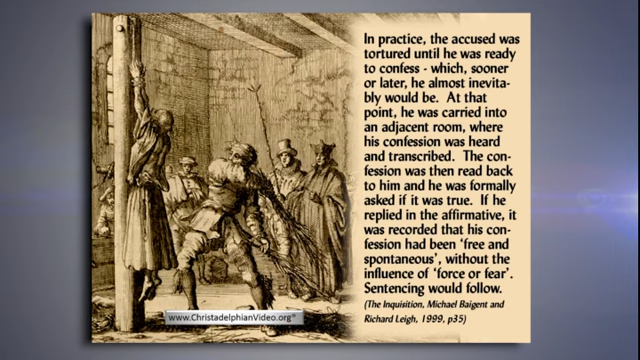 In practice, the accused was
tortured until he was ready
to confess - which, sooner
or later, he almost inevita-
bly would be.  At that
point, he was carried into
an adjacent room, where
his confession was heard
and transcribed.  The con-
fession was then read back
to him and he was formally
asked if it was true.  If he
replied in the affirmative, it
was recorded that his con-
fession had been ‘free and
spontaneous’, without the
influence of ‘force or fear’.
Sentencing would follow.
(The Inquisition, Michael Baigent and
Richard Leigh, 1999, p35)
www.ChristadelphianVideo.org®